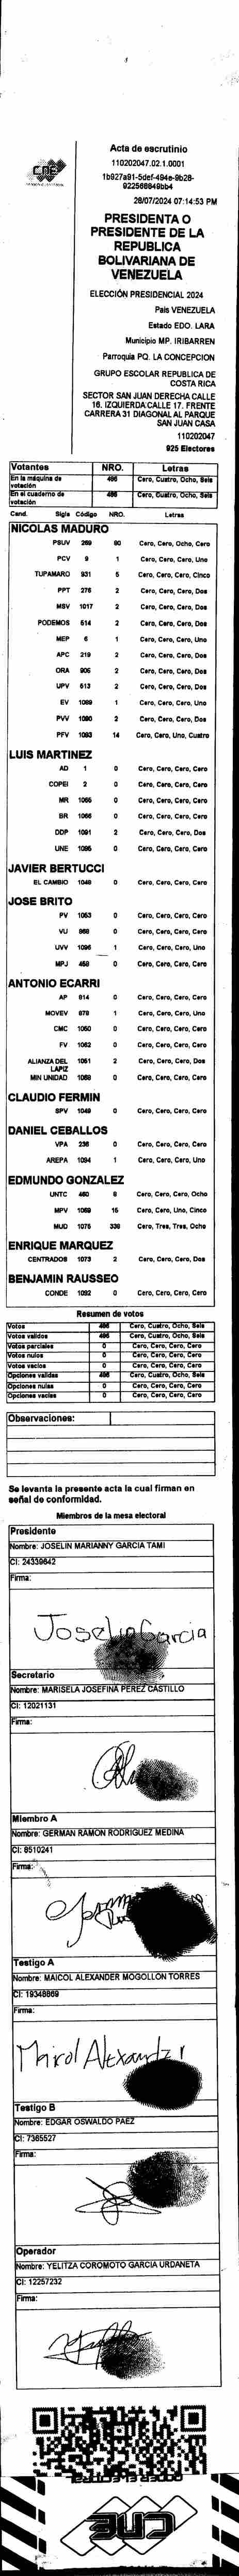 CNE
Acta de escrutinio
110202047.02.1.0001
1b927a91-5def-494e-9b28-
922568849bb4
28/07/2024 07:14:53 PM
PRESIDENTA O
PRESIDENTE DE LA
REPUBLICA
BOLIVARIANA DE
VENEZUELA
ELECCIÓN PRESIDENCIAL 2024
País VENEZUELA
Estado EDO. LARA
Municipio MP. IRIBARREN
Parroquia PQ. LA CONCEPCION
GRUPO ESCOLAR REPUBLICA DE
COSTA RICA
SECTOR SAN JUAN DERECHA CALLE
16. IZQUIERDA CALLE 17. FRENTE
CARRERA 31 DIAGONAL AL PARQUE
SAN JUAN CASA
110202047
925 Electores
Votantes NRO. Letras
En la máquina de votación 486 Cero, Cuatro, Ocho, Seis
En el cuaderno de votación 486 Cero, Cuatro, Ocho, Seis
Cand. Sigla Código NRO. Letras
NICOLAS MADURO
PSUV 269 80 Cero, Cero, Ocho, Cero
PCV 9 1 Cero, Cero, Cero, Uno
TUPAMARO 931 5 Cero, Cero, Cero, Cinco
PPT 276 2 Cero, Cero, Cero, Dos
MSV 1017 2 Cero, Cero, Cero, Dos
PODEMOS 514 2 Cero, Cero, Cero, Dos
MEP 6 1 Cero, Cero, Cero, Uno
APC 219 2 Cero, Cero, Cero, Dos
ORA 906 2 Cero, Cero, Cero, Dos
UPV 513 2 Cero, Cero, Cero, Dos
EV 1089 1 Cero, Cero, Cero, Uno
PVV 1090 2 Cero, Cero, Cero, Dos
PFV 1093 14 Cero, Cero, Uno, Cuatro
LUIS MARTINEZ
AD 1 0 Cero, Cero, Cero, Cero
COPEI 2 0 Cero, Cero, Cero, Cero
MR 1065 0 Cero, Cero, Cero, Cero
BR 1066 0 Cero, Cero, Cero, Cero
DDP 1091 2 Cero, Cero, Cero, Dos
UNE 1095 0 Cero, Cero, Cero, Cero
JAVIER BERTUCCI
EL CAMBIO 1048 0 Cero, Cero, Cero, Cero
JOSE BRITO
PV 1053 0 Cero, Cero, Cero, Cero
VU 868 0 Cero, Cero, Cero, Cero
UVV 1096 1 Cero, Cero, Cero, Uno
MPJ 458 0 Cero, Cero, Cero, Cero
ANTONIO ECARRI
AP 814 0 Cero, Cero, Cero, Cero
MOVEV 879 1 Cero, Cero, Cero, Uno
CMC 1050 0 Cero, Cero, Cero, Cero
FV 1062 0 Cero, Cero, Cero, Cero
ALIANZA DEL LAPIZ 1051 2 Cero, Cero, Cero, Dos
MIN UNIDAD 1069 0 Cero, Cero, Cero, Cero
CLAUDIO FERMIN
SPV 1049 0 Cero, Cero, Cero, Cero
DANIEL CEBALLOS
VPA 236 0 Cero, Cero, Cero, Cero
AREPA 1094 1 Cero, Cero, Cero, Uno
EDMUNDO GONZALEZ
UNTC 460 8 Cero, Cero, Cero, Ocho
MPV 1069 15 Cero, Cero, Uno, Cinco
MUD 1075 338 Cero, Tres, Tres, Ocho
ENRIQUE MARQUEZ
CENTRADOS 1073 2 Cero, Cero, Cero, Dos
BENJAMIN RAUSSEO
CONDE 1092 0 Cero, Cero, Cero, Cero
Resumen de votos
Votos 486 Cero, Cuatro, Ocho, Seis
Votos validos 486 Cero, Cuatro, Ocho, Seis
Votos parciales 0 Cero, Cero, Cero, Cero
Votos nulos 0 Cero, Cero, Cero, Cero
Votos vacios 0 Cero, Cero, Cero, Cero
Opciones validas 486 Cero, Cuatro, Ocho, Seis
Opciones nulas 0 Cero, Cero, Cero, Cero
Opciones vacias 0 Cero, Cero, Cero, Cero
Observaciones:
Se levanta la presente acta la cual firman en
señal de conformidad.
Miembros de la mesa electoral
Presidente
Nombre: JOSELIN MARIANNY GARCIA TAMI
CI: 24339642
Firma:
Joselin Garcia
Secretario
Nombre: MARISELA JOSEFINA PEREZ CASTILLO
CI: 12021131
Firma:
Miembro A
Nombre: GERMAN RAMON RODRIGUEZ MEDINA
CI: 8510241
Firma:
Testigo A
Nombre: MAICOL ALEXANDER MOGOLLON TORRES
CI: 19348869
Firma:
Testigo B
Nombre: EDGAR OSWALDO PAEZ
CI: 7365527
Firma:
Operador
Nombre: YELITZA COROMOTO GARCIA URDANETA
CI: 12257232
Firma:
PODER ELECTORAL
CNE